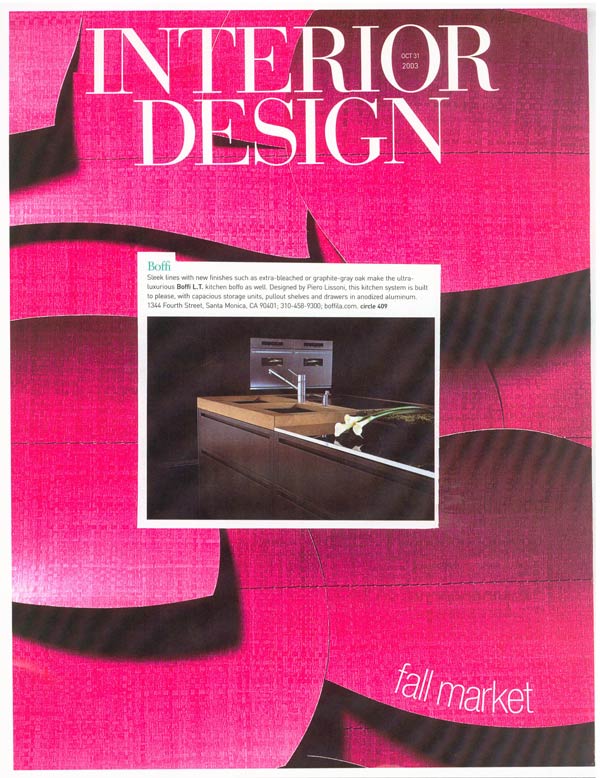 INTERIOR
OCT 31
2003
DESIGN
Boffi
Sleek lines with new finishes such as extra-bleached or graphite-gray oak make the ultra-
luxurious Boffi L.T. kitchen boffo as well. Designed by Piero Lissoni, this kitchen system is built
to please, with capacious storage units, pullout shelves and drawers in anodized aluminum.
1344 Fourth Street, Santa Monica, CA 90401; 310-458-9300; boffila.com. circle 409
fall market